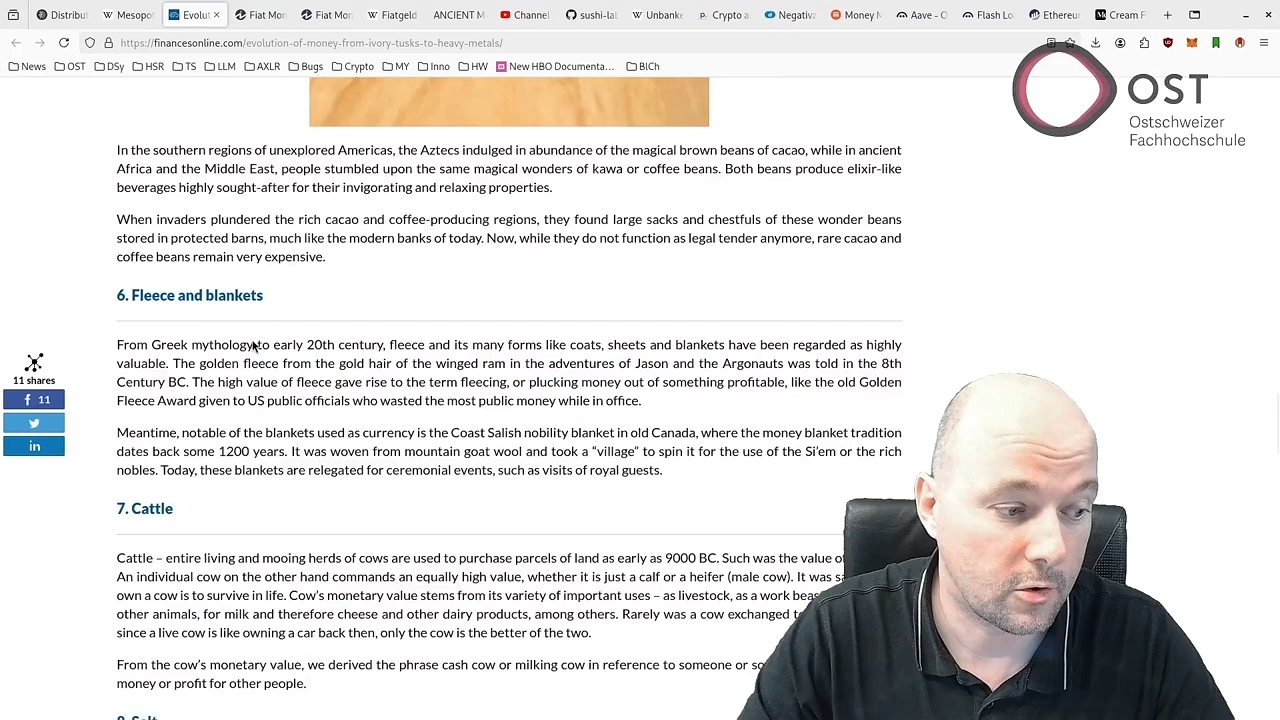 Distribut
Mesopot
Evolut
Fiat Mon
Fiat Mon
Fiatgeld
ANCIENT M
Channel
sushi-lab
Unbanke
Crypto a
Negativz
Money M
Aave - O
Flash Lo
Ethereum
Cream F
https://financesonline.com/evolution-of-money-from-ivory-tusks-to-heavy-metals/
News OST DSy HSR TS LLM AXLR Bugs Crypto MY Inno HW New HBO Documenta... BlCh
OST
Ostschweizer
Fachhochschule
In the southern regions of unexplored Americas, the Aztecs indulged in abundance of the magical brown beans of cacao, while in ancient
Africa and the Middle East, people stumbled upon the same magical wonders of kawa or coffee beans. Both beans produce elixir-like
beverages highly sought-after for their invigorating and relaxing properties.
When invaders plundered the rich cacao and coffee-producing regions, they found large sacks and chestfuls of these wonder beans
stored in protected barns, much like the modern banks of today. Now, while they do not function as legal tender anymore, rare cacao and
coffee beans remain very expensive.
6. Fleece and blankets
From Greek mythology to early 20th century, fleece and its many forms like coats, sheets and blankets have been regarded as highly
valuable. The golden fleece from the gold hair of the winged ram in the adventures of Jason and the Argonauts was told in the 8th
Century BC. The high value of fleece gave rise to the term fleecing, or plucking money out of something profitable, like the old Golden
Fleece Award given to US public officials who wasted the most public money while in office.
11 shares
11
Meantime, notable of the blankets used as currency is the Coast Salish nobility blanket in old Canada, where the money blanket tradition
dates back some 1200 years. It was woven from mountain goat wool and took a “village” to spin it for the use of the Si’em or the rich
nobles. Today, these blankets are relegated for ceremonial events, such as visits of royal guests.
7. Cattle
Cattle – entire living and mooing herds of cows are used to purchase parcels of land as early as 9000 BC. Such was the value of
An individual cow on the other hand commands an equally high value, whether it is just a calf or a heifer (male cow). It was
own a cow is to survive in life. Cow’s monetary value stems from its variety of important uses – as livestock, as a work
other animals, for milk and therefore cheese and other dairy products, among others. Rarely was a cow exchanged
since a live cow is like owning a car back then, only the cow is the better of the two.
From the cow’s monetary value, we derived the phrase cash cow or milking cow in reference to someone or
money or profit for other people.